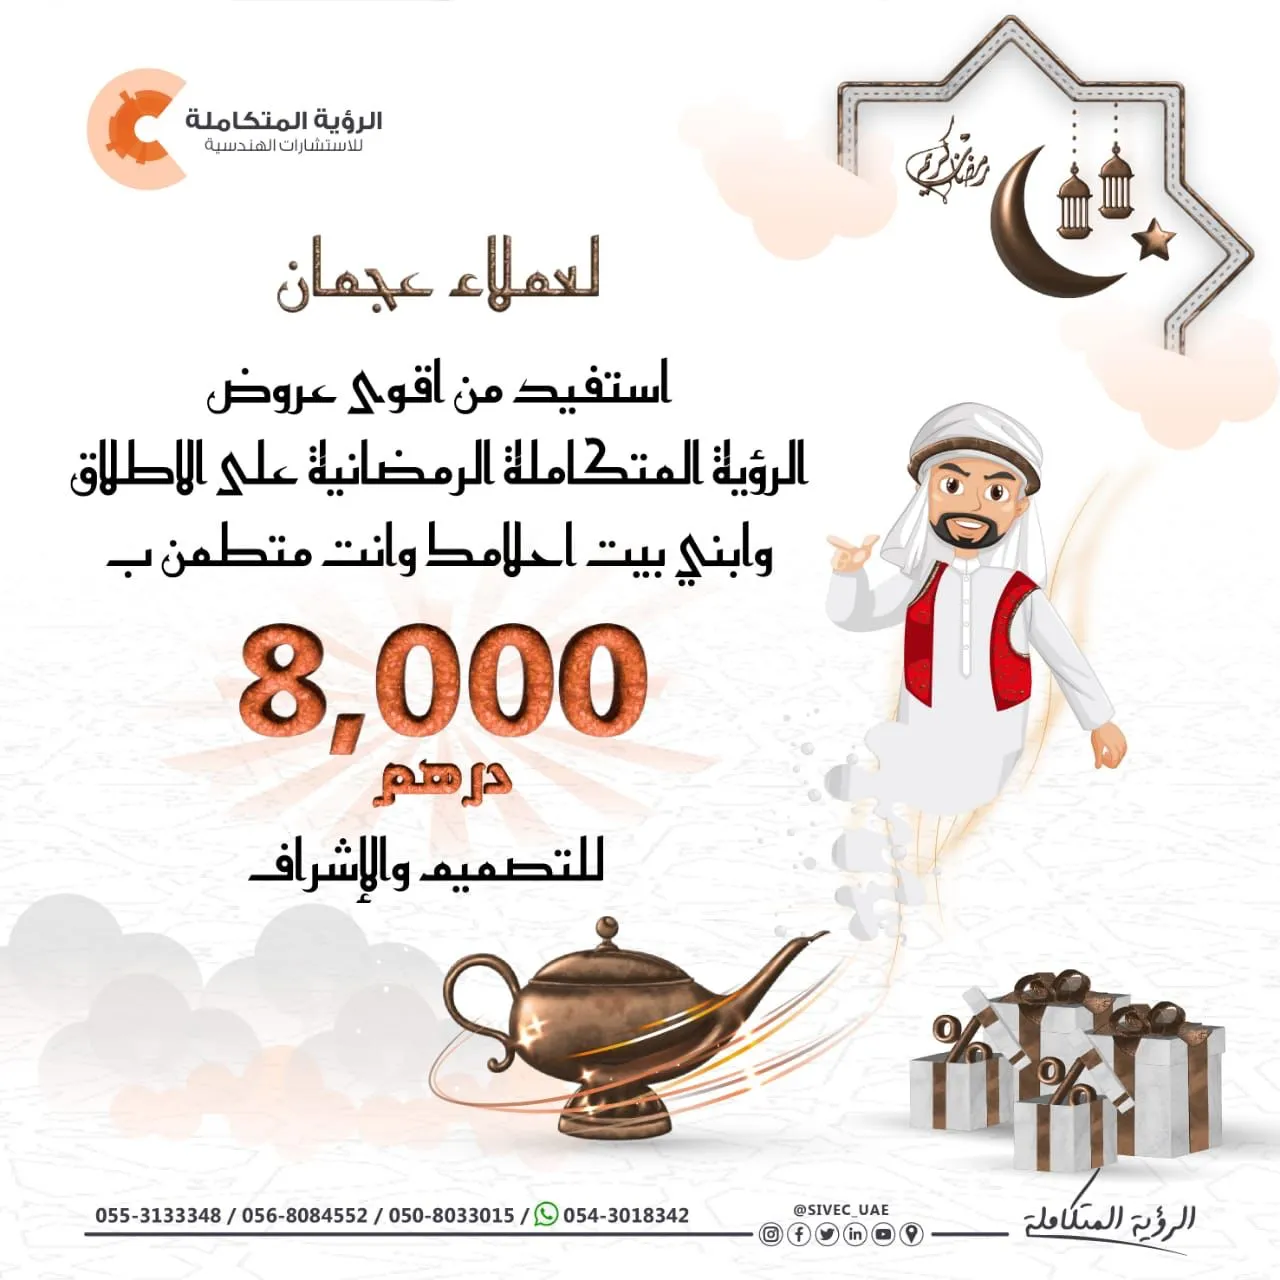 الرؤية المتكاملة
للاستشارات الهندسية
رمضان كريم
لعملاء عجمان
استفيد من اقوى عروض
الرؤية المتكاملة الرمضانية على الاطلاق
وابني بيت احلامك وانت متطمن ب
8,000
درهم
للتصميم والإشراف
055-3133348 / 056-8084552 / 050-8033015 / 054-3018342
@SIVEC_UAE
الرؤية المتكاملة